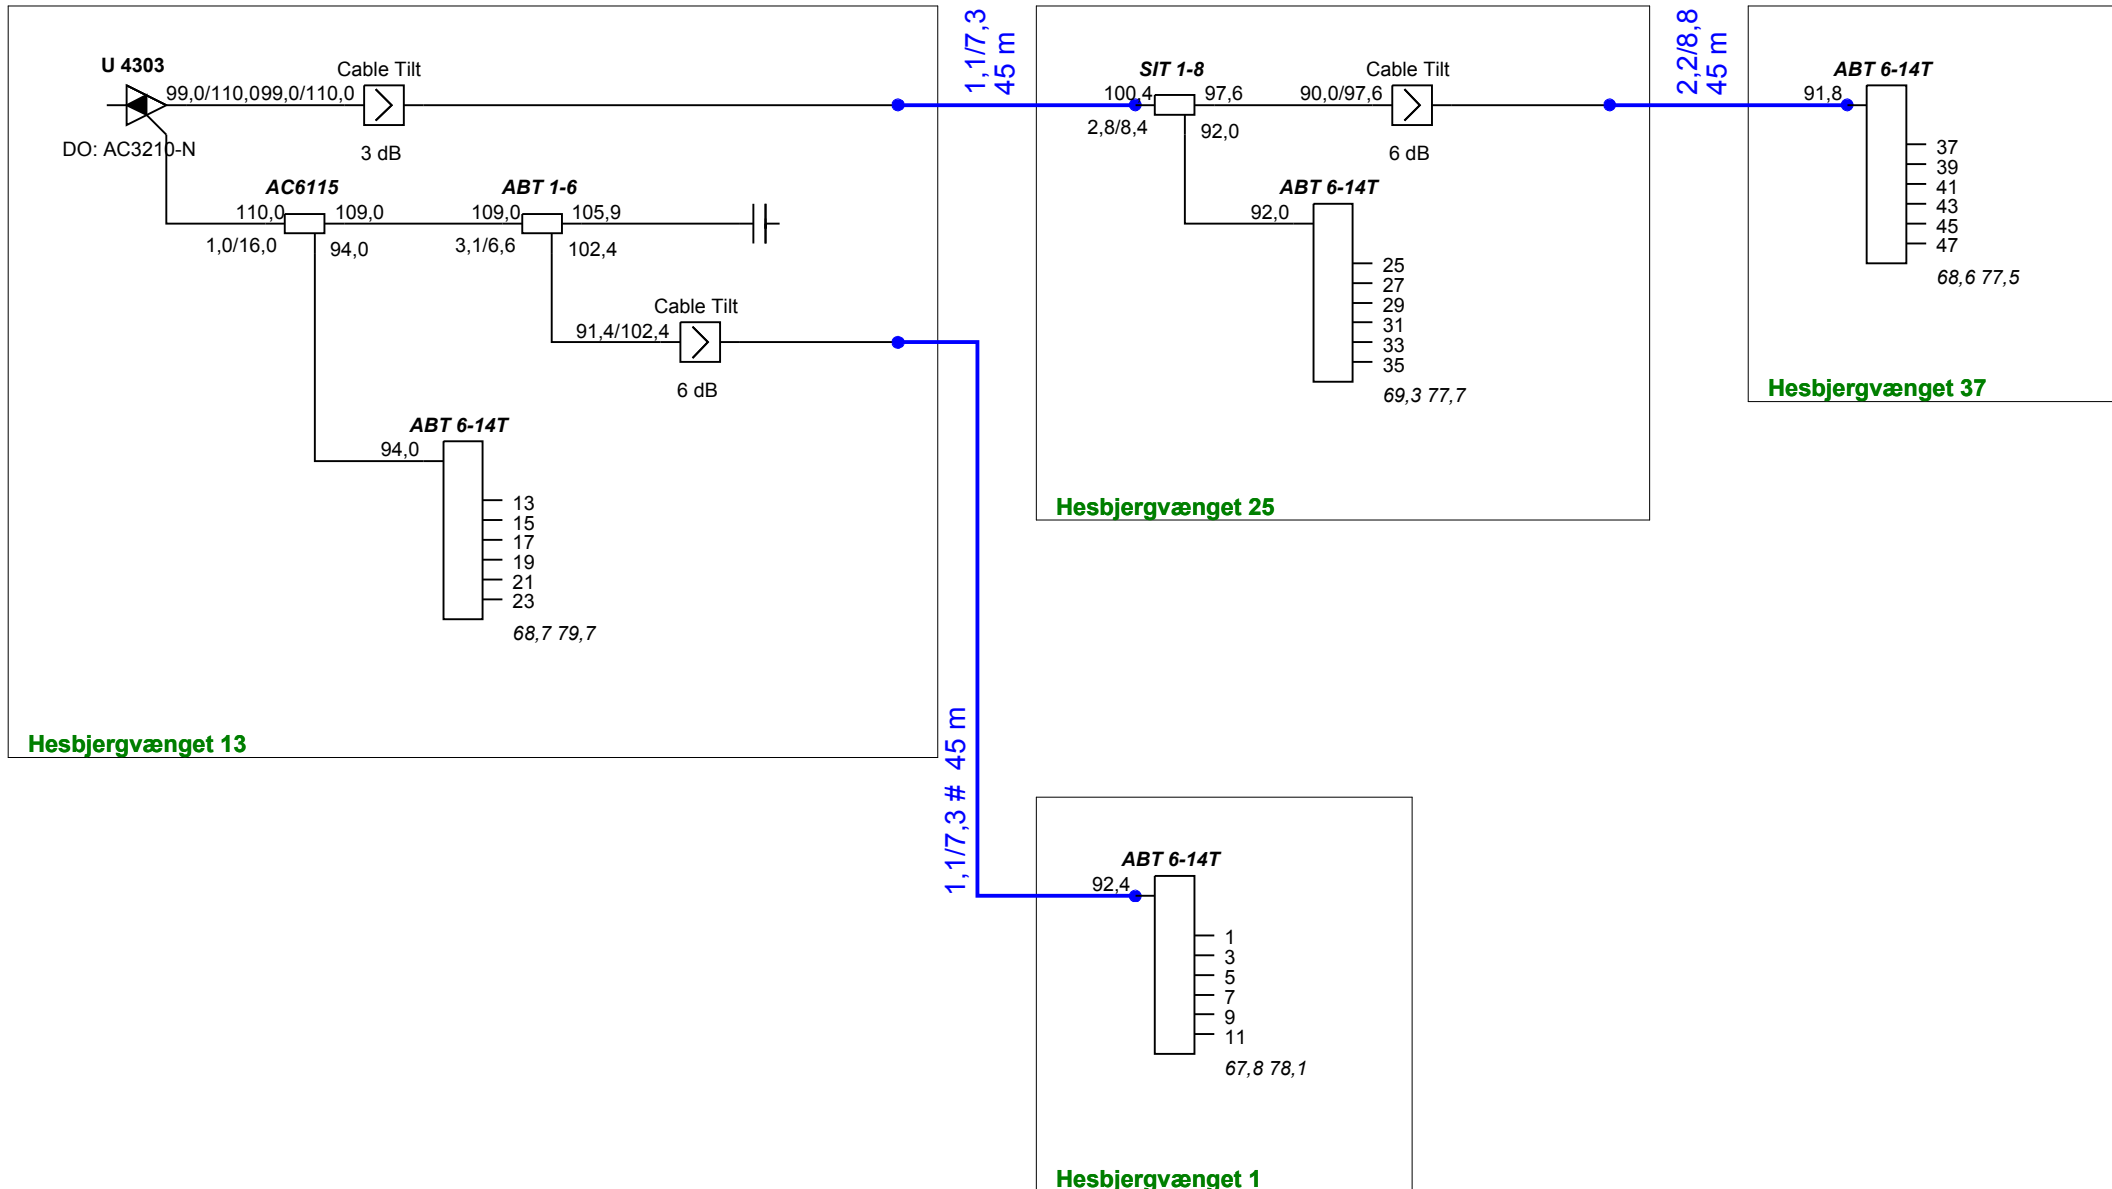 U 4303
99,0/110,099,0/110,0
DO: AC3210-N
Cable Tilt
3 dB
AC6115
110,0
109,0
1,0/16,0
94,0
ABT 1-6
109,0
105,9
3,1/6,6
102,4
Cable Tilt
91,4/102,4
6 dB
ABT 6-14T
94,0
13
15
17
19
21
23
68,7 79,7
Hesbjergvænget 13
1,1/7,3
45 m
SIT 1-8
100,4
97,6
2,8/8,4
92,0
Cable Tilt
90,0/97,6
6 dB
ABT 6-14T
92,0
25
27
29
31
33
35
69,3 77,7
Hesbjergvænget 25
2,2/8,8
45 m
ABT 6-14T
91,8
37
39
41
43
45
47
68,6 77,5
Hesbjergvænget 37
1,1/7,3 # 45 m
ABT 6-14T
92,4
1
3
5
7
9
11
67,8 78,1
Hesbjergvænget 1